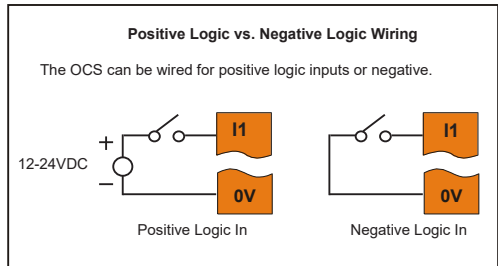 Positive Logic vs. Negative Logic Wiring
The OCS can be wired for positive logic inputs or negative.
I1
I1
+
12-24VDC
–
0V
0V
Positive Logic In
Negative Logic In